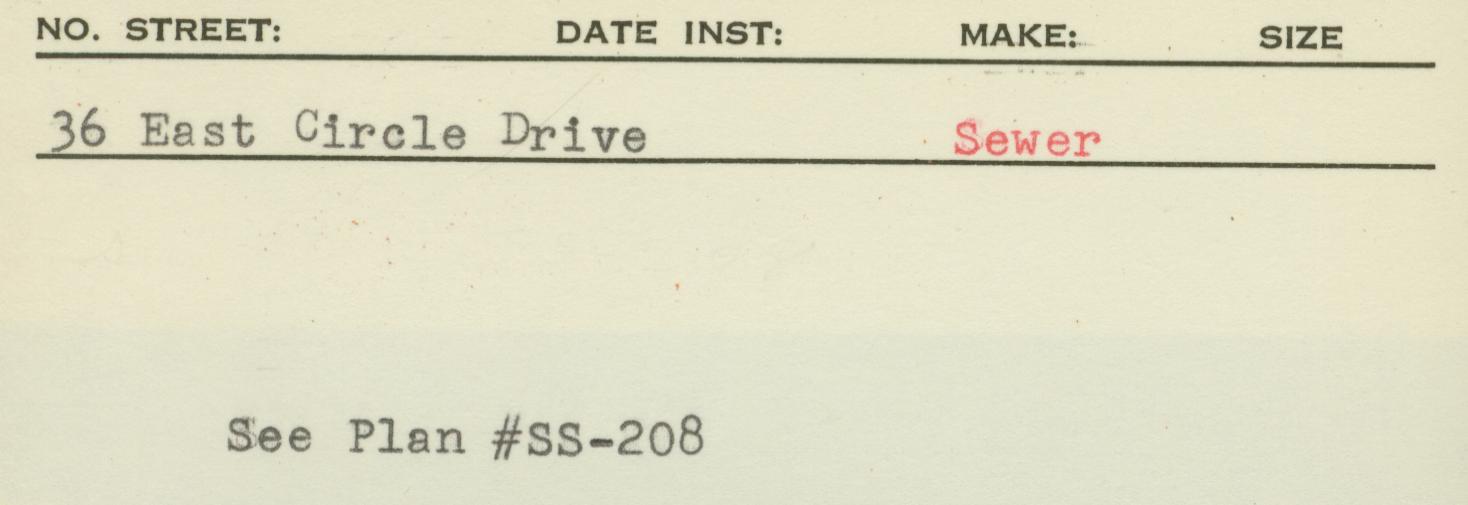 NO. STREET: DATE INST: MAKE: SIZE
36 East Circle Drive Sewer
See Plan #SS-208